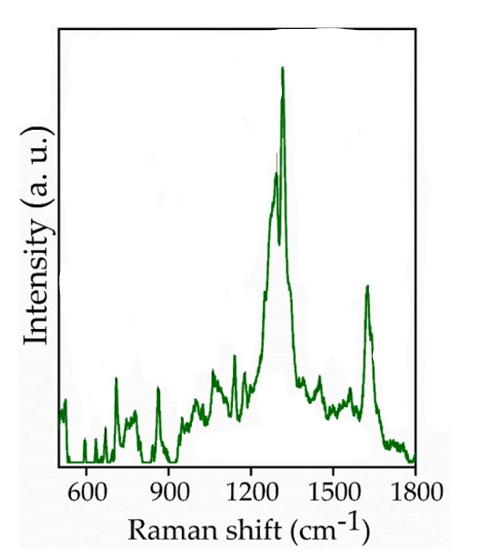 Intensity (a. u.)
600 900 1200 1500 1800
Raman shift (cm-1)